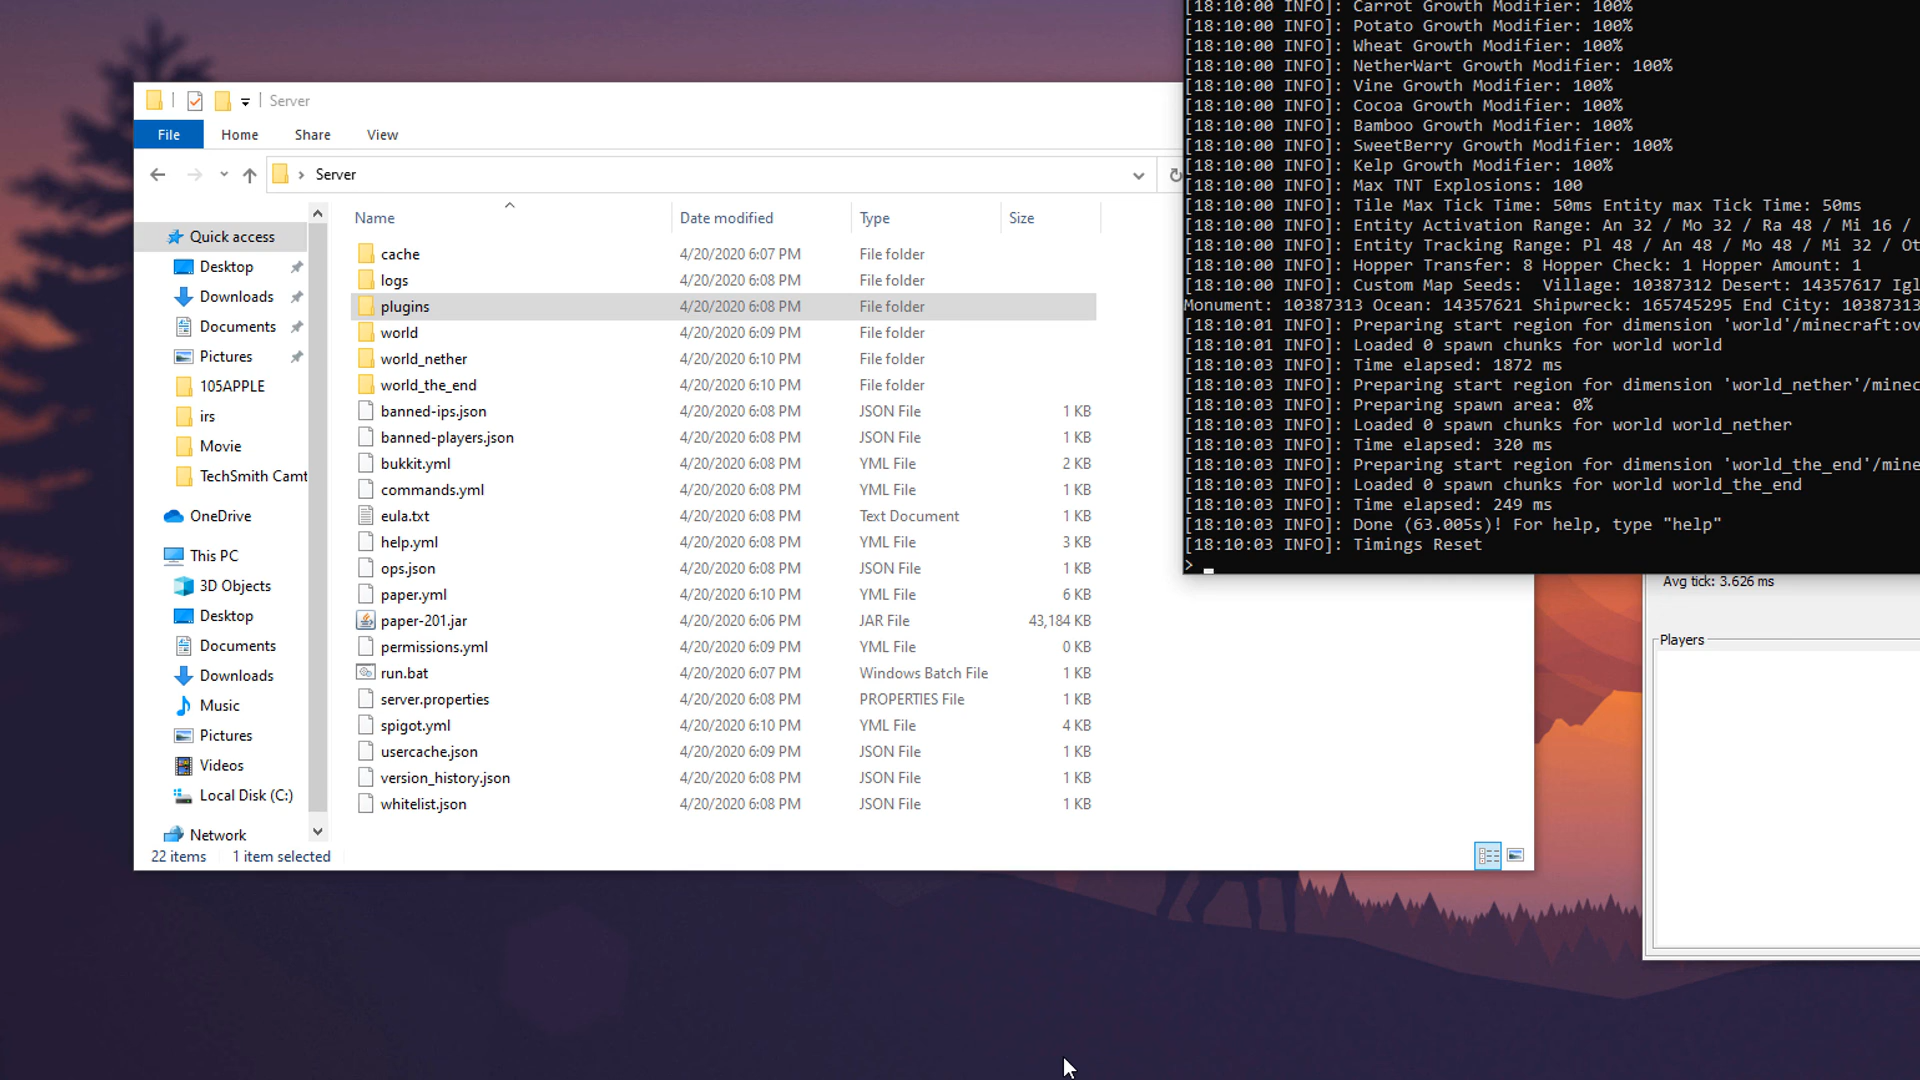 Server
File Home Share View
Server
Name Date modified Type Size
Quick access
Desktop
Downloads
Documents
Pictures
105APPLE
irs
Movie
TechSmith Camt
OneDrive
This PC
3D Objects
Desktop
Documents
Downloads
Music
Pictures
Videos
Local Disk (C:)
Network
cache 4/20/2020 6:07 PM File folder
logs 4/20/2020 6:08 PM File folder
plugins 4/20/2020 6:08 PM File folder
world 4/20/2020 6:09 PM File folder
world_nether 4/20/2020 6:10 PM File folder
world_the_end 4/20/2020 6:10 PM File folder
banned-ips.json 4/20/2020 6:08 PM JSON File 1 KB
banned-players.json 4/20/2020 6:08 PM JSON File 1 KB
bukkit.yml 4/20/2020 6:08 PM YML File 2 KB
commands.yml 4/20/2020 6:08 PM YML File 1 KB
eula.txt 4/20/2020 6:08 PM Text Document 1 KB
help.yml 4/20/2020 6:08 PM YML File 3 KB
ops.json 4/20/2020 6:08 PM JSON File 1 KB
paper.yml 4/20/2020 6:10 PM YML File 6 KB
paper-201.jar 4/20/2020 6:06 PM JAR File 43,184 KB
permissions.yml 4/20/2020 6:09 PM YML File 0 KB
run.bat 4/20/2020 6:07 PM Windows Batch File 1 KB
server.properties 4/20/2020 6:08 PM PROPERTIES File 1 KB
spigot.yml 4/20/2020 6:10 PM YML File 4 KB
usercache.json 4/20/2020 6:09 PM JSON File 1 KB
version_history.json 4/20/2020 6:08 PM JSON File 1 KB
whitelist.json 4/20/2020 6:08 PM JSON File 1 KB
22 items 1 item selected
[18:10:00 INFO]: Carrot Growth Modifier: 100%
[18:10:00 INFO]: Potato Growth Modifier: 100%
[18:10:00 INFO]: Wheat Growth Modifier: 100%
[18:10:00 INFO]: NetherWart Growth Modifier: 100%
[18:10:00 INFO]: Vine Growth Modifier: 100%
[18:10:00 INFO]: Cocoa Growth Modifier: 100%
[18:10:00 INFO]: Bamboo Growth Modifier: 100%
[18:10:00 INFO]: SweetBerry Growth Modifier: 100%
[18:10:00 INFO]: Kelp Growth Modifier: 100%
[18:10:00 INFO]: Max TNT Explosions: 100
[18:10:00 INFO]: Tile Max Tick Time: 50ms Entity max Tick Time: 50ms
[18:10:00 INFO]: Entity Activation Range: An 32 / Mo 32 / Ra 48 / Mi 16 /
[18:10:00 INFO]: Entity Tracking Range: Pl 48 / An 48 / Mo 48 / Mi 32 / Ot
[18:10:00 INFO]: Hopper Transfer: 8 Hopper Check: 1 Hopper Amount: 1
[18:10:00 INFO]: Custom Map Seeds:  Village: 10387312 Desert: 14357617 Igl
Monument: 10387313 Ocean: 14357621 Shipwreck: 165745295 End City: 10387313
[18:10:01 INFO]: Preparing start region for dimension 'world'/minecraft:ov
[18:10:01 INFO]: Loaded 0 spawn chunks for world world
[18:10:03 INFO]: Time elapsed: 1872 ms
[18:10:03 INFO]: Preparing start region for dimension 'world_nether'/minec
[18:10:03 INFO]: Preparing spawn area: 0%
[18:10:03 INFO]: Loaded 0 spawn chunks for world world_nether
[18:10:03 INFO]: Time elapsed: 320 ms
[18:10:03 INFO]: Preparing start region for dimension 'world_the_end'/mine
[18:10:03 INFO]: Loaded 0 spawn chunks for world world_the_end
[18:10:03 INFO]: Time elapsed: 249 ms
[18:10:03 INFO]: Done (63.005s)! For help, type "help"
[18:10:03 INFO]: Timings Reset
>
Avg tick: 3.626 ms
Players